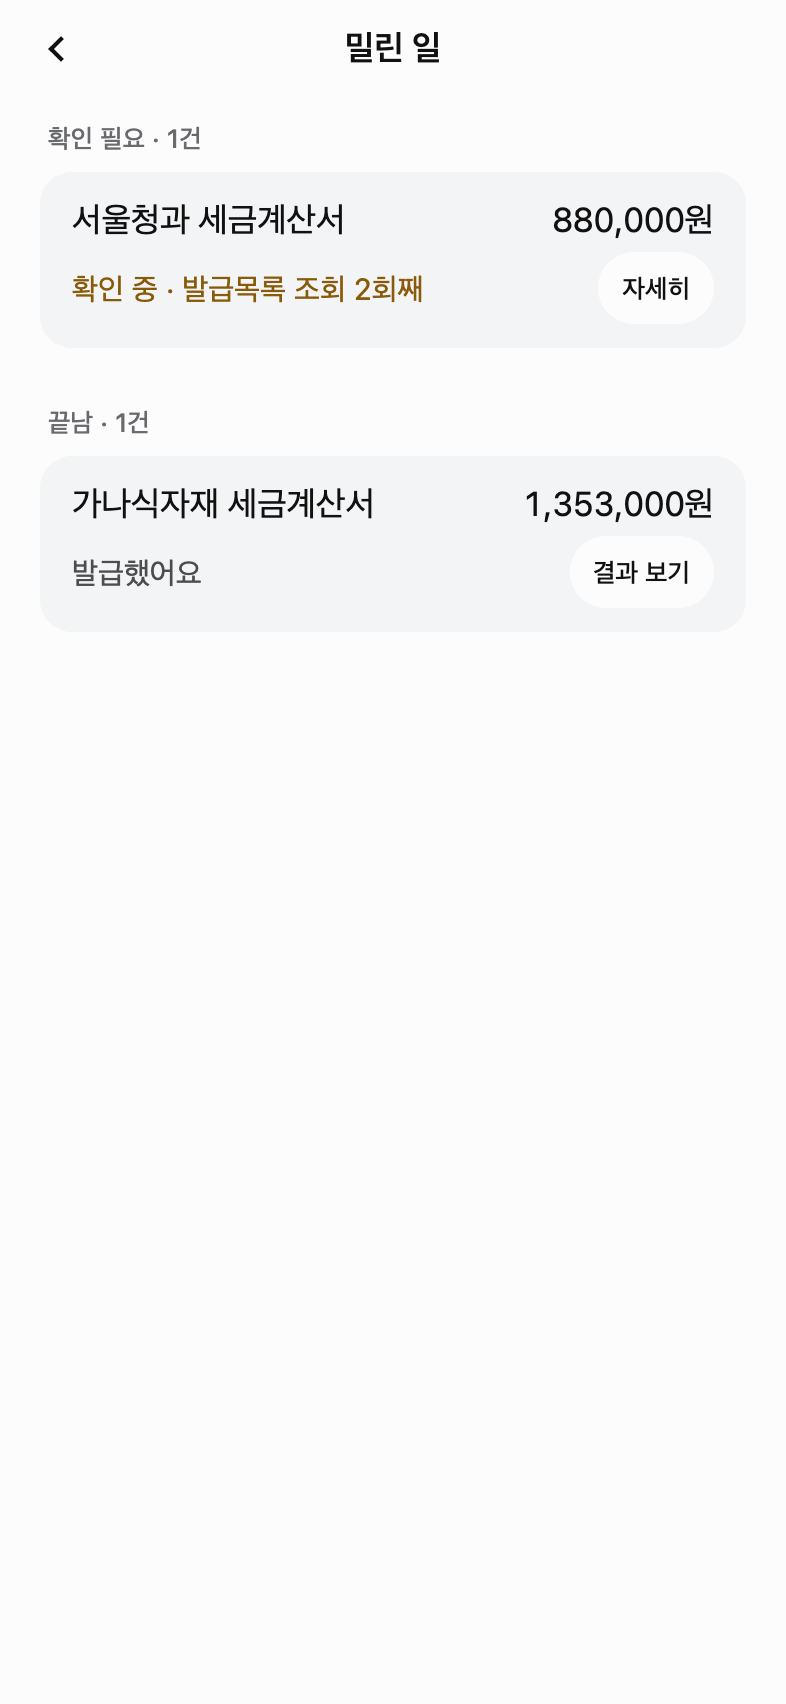 밀린 일
확인 필요 · 1건
서울청과 세금계산서 880,000원
확인 중 · 발급목록 조회 2회째 자세히
끝남 · 1건
가나식자재 세금계산서 1,353,000원
발급했어요 결과 보기